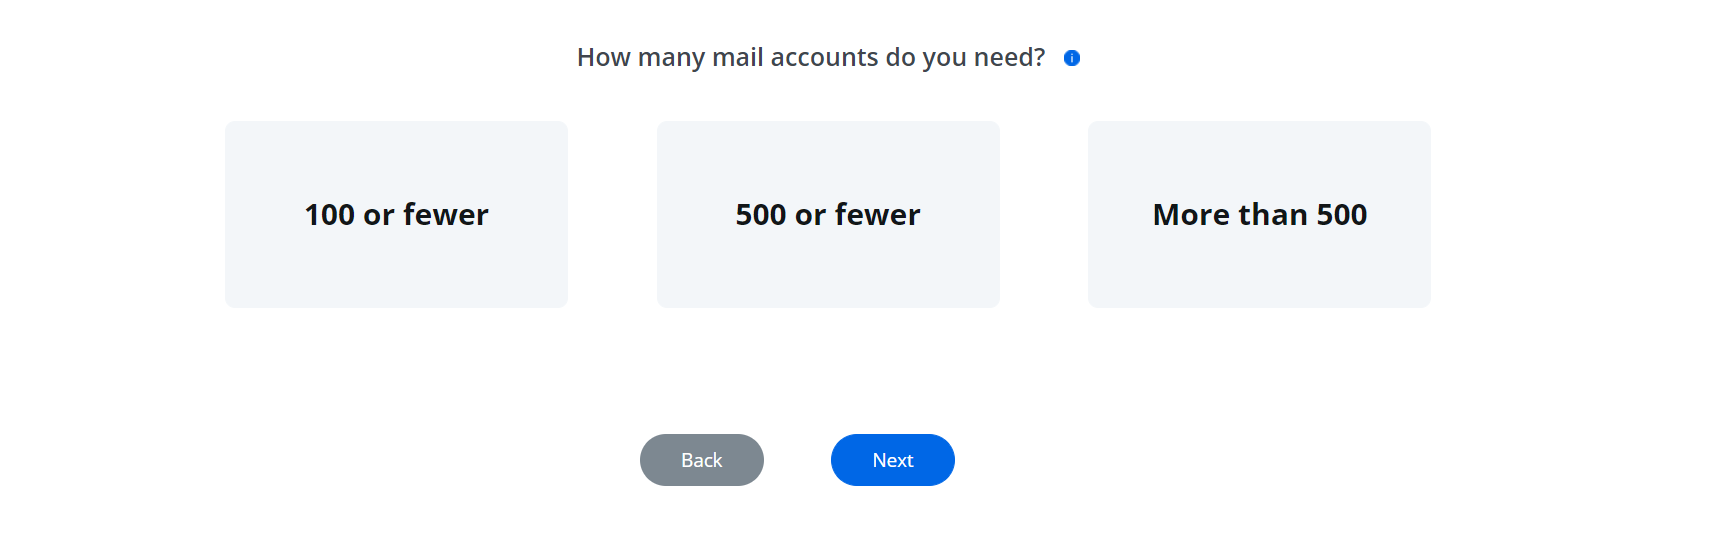 How many mail accounts do you need?
100 or fewer
500 or fewer
More than 500
Back
Next